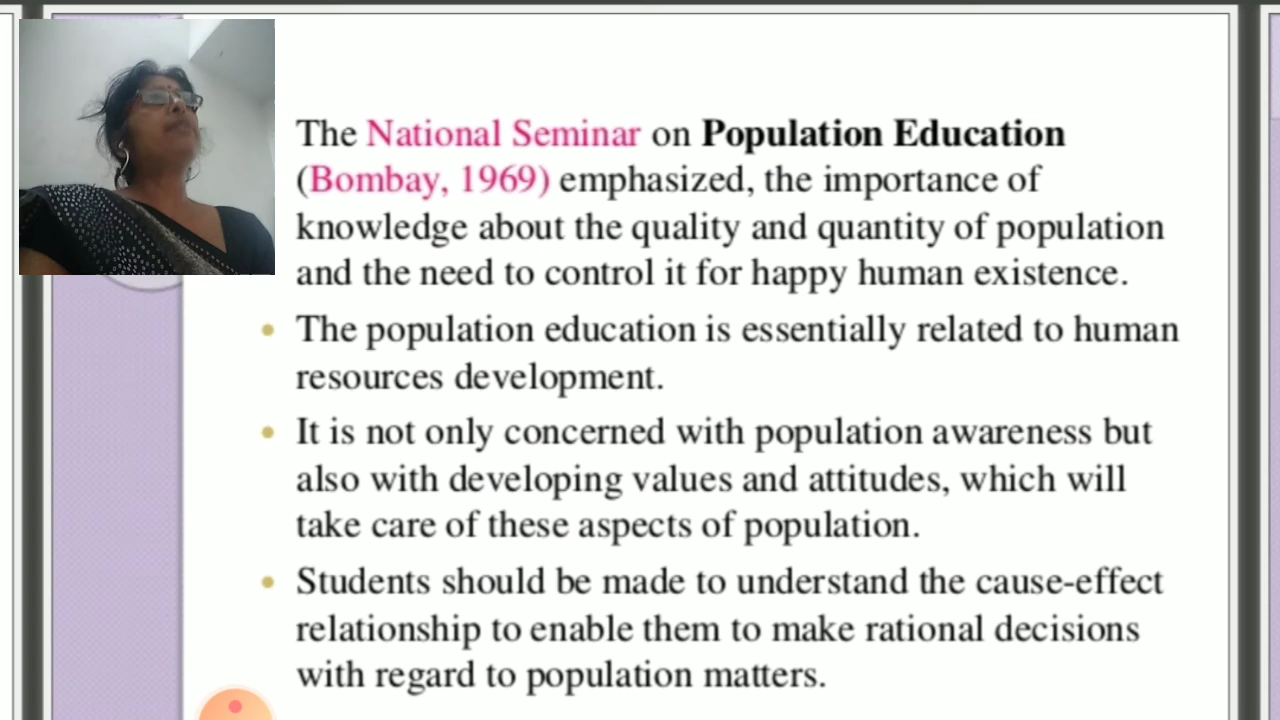 The National Seminar on Population Education
(Bombay, 1969) emphasized, the importance of
knowledge about the quality and quantity of population
and the need to control it for happy human existence.
• The population education is essentially related to human
resources development.
• It is not only concerned with population awareness but
also with developing values and attitudes, which will
take care of these aspects of population.
• Students should be made to understand the cause-effect
relationship to enable them to make rational decisions
with regard to population matters.